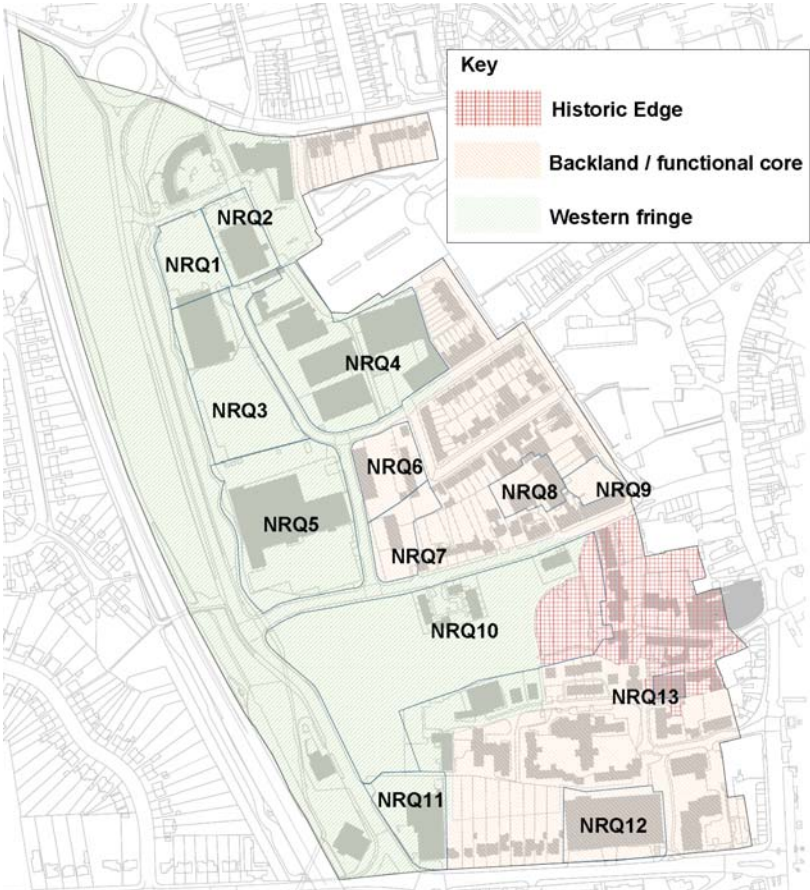 Key
Historic Edge
Backland / functional core
Western fringe
NRQ2
NRQ1
NRQ4
NRQ3
NRQ6
NRQ8
NRQ9
NRQ5
NRQ7
NRQ10
NRQ13
NRQ11
NRQ12